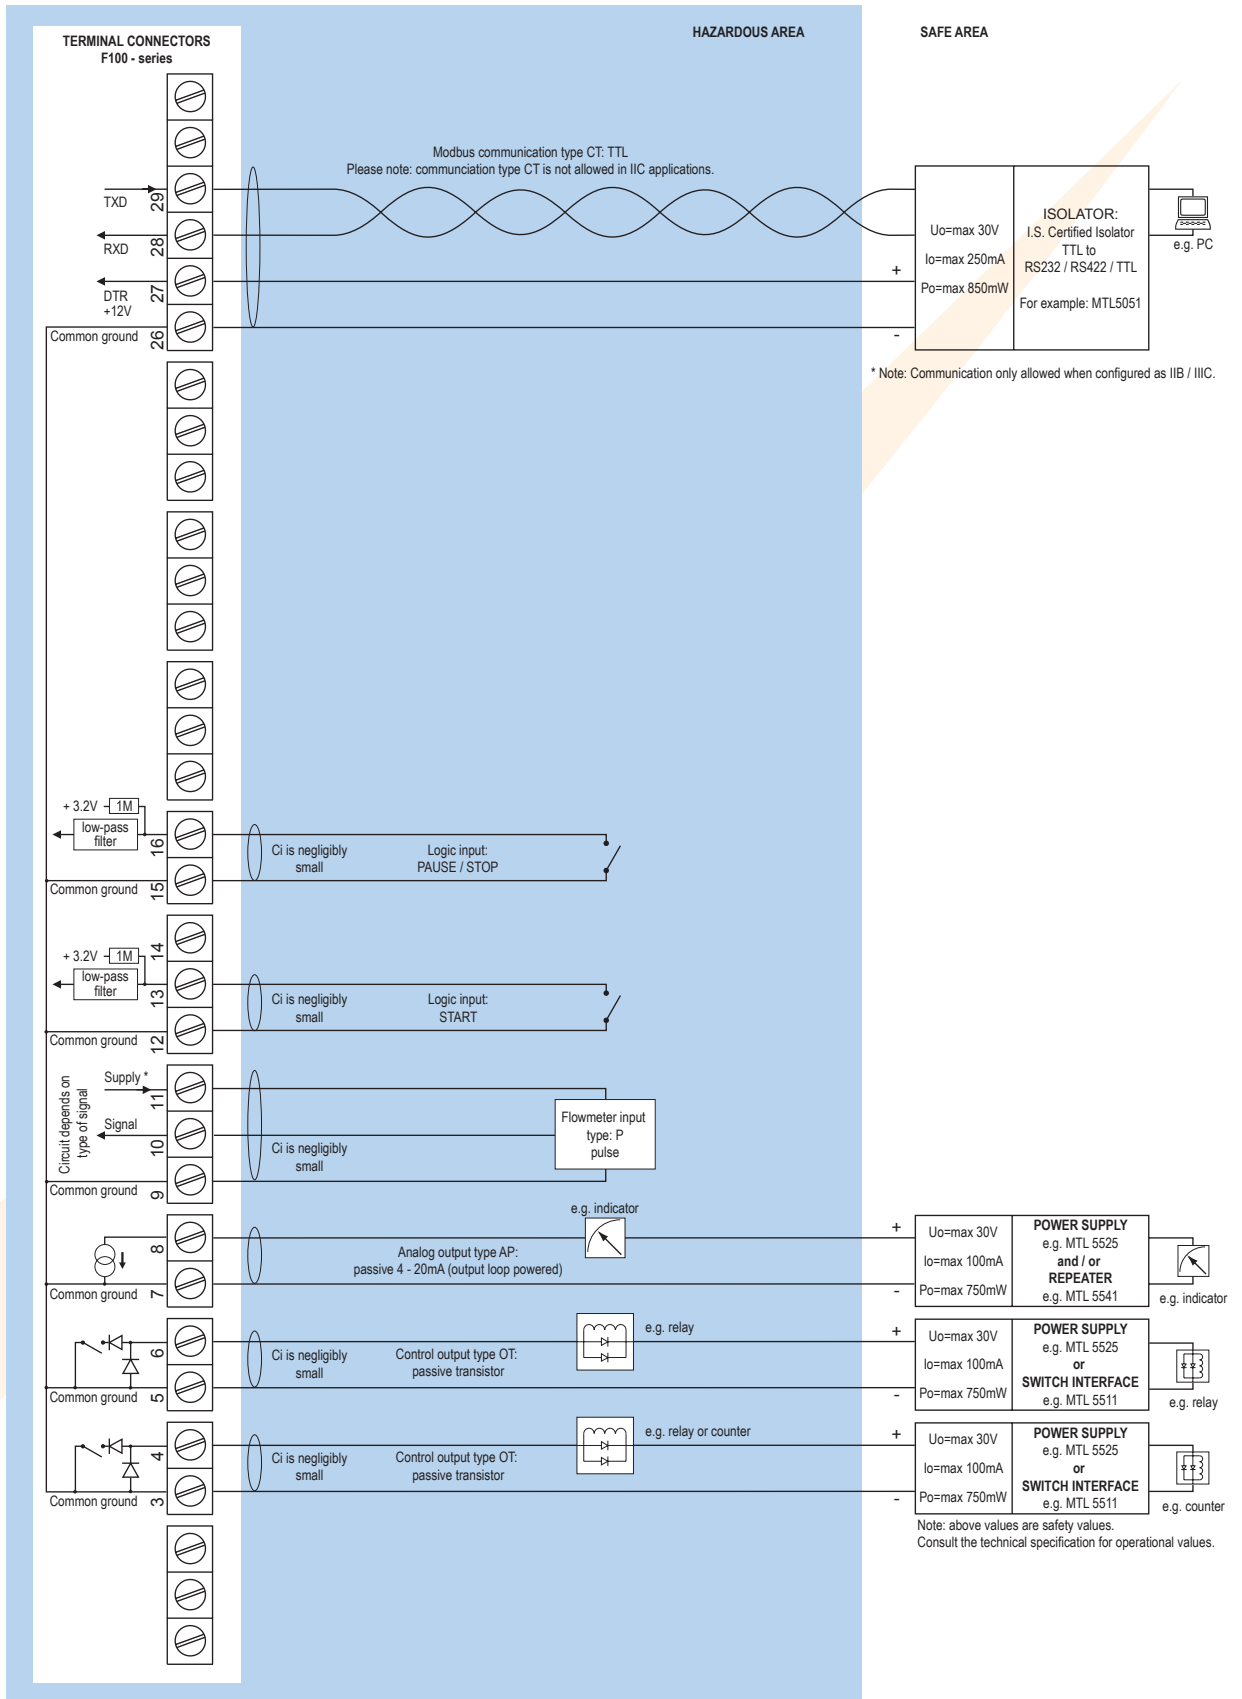 HAZARDOUS AREA
SAFE AREA
TERMINAL CONNECTORS
F100 - series
Modbus communication type CT: TTL
Please note: communciation type CT is not allowed in IIC applications.
TXD
29
RXD
28
DTR
+12V
27
Common ground
26
+
-
Uo=max 30V
Io=max 250mA
Po=max 850mW
ISOLATOR:
I.S. Certified Isolator
TTL to
RS232 / RS422 / TTL
For example: MTL5051
e.g. PC
* Note: Communication only allowed when configured as IIB / IIIC.
+ 3.2V
1M
low-pass
filter
16
Common ground
15
Ci is negligibly
small
Logic input:
PAUSE / STOP
14
+ 3.2V
1M
low-pass
filter
13
Common ground
12
Ci is negligibly
small
Logic input:
START
Circuit depends on
type of signal
Supply *
11
Signal
10
Common ground
9
Ci is negligibly
small
Flowmeter input
type: P
pulse
e.g. indicator
8
Common ground
7
Analog output type AP:
passive 4 - 20mA (output loop powered)
+
-
Uo=max 30V
Io=max 100mA
Po=max 750mW
POWER SUPPLY
e.g. MTL 5525
and / or
REPEATER
e.g. MTL 5541
e.g. indicator
6
Common ground
5
Ci is negligibly
small
Control output type OT:
passive transistor
e.g. relay
+
-
Uo=max 30V
Io=max 100mA
Po=max 750mW
POWER SUPPLY
e.g. MTL 5525
or
SWITCH INTERFACE
e.g. MTL 5511
e.g. relay
4
Common ground
3
Ci is negligibly
small
Control output type OT:
passive transistor
e.g. relay or counter
+
-
Uo=max 30V
Io=max 100mA
Po=max 750mW
POWER SUPPLY
e.g. MTL 5525
or
SWITCH INTERFACE
e.g. MTL 5511
e.g. counter
Note: above values are safety values.
Consult the technical specification for operational values.